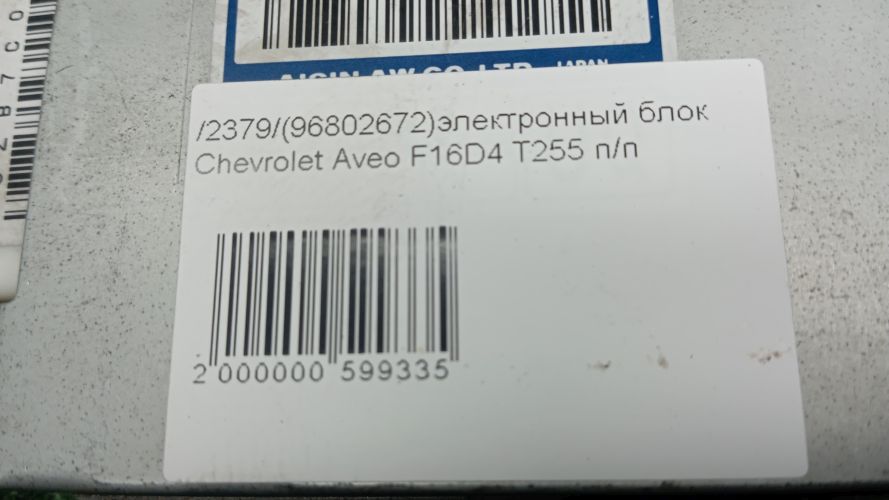 AISIN AW CO.,LTD. JAPAN
/2379/(96802672)электронный блок
Chevrolet Aveo F16D4 T255 п/п
2 000000 599335